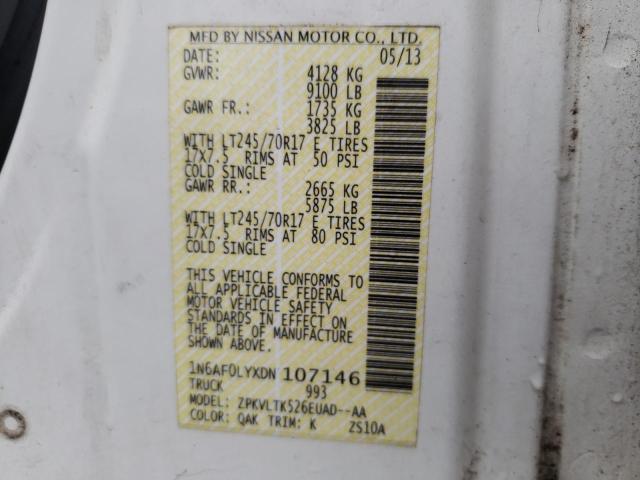 MFD BY NISSAN MOTOR CO., LTD.
DATE: 05/13
GVWR: 4128 KG
9100 LB
GAWR FR.: 1735 KG
3825 LB
WITH LT245/70R17 E TIRES
17X7.5 RIMS AT 50 PSI
COLD SINGLE
GAWR RR.: 2665 KG
5875 LB
WITH LT245/70R17 E TIRES
17X7.5 RIMS AT 80 PSI
COLD SINGLE
THIS VEHICLE CONFORMS TO
ALL APPLICABLE FEDERAL
MOTOR VEHICLE SAFETY
STANDARDS IN EFFECT ON
THE DATE OF MANUFACTURE
SHOWN ABOVE.
1N6AF0LYXDN 107146
TRUCK 993
MODEL: ZPKVLTK526EUAD--AA
COLOR: QAK TRIM: K ZS10A